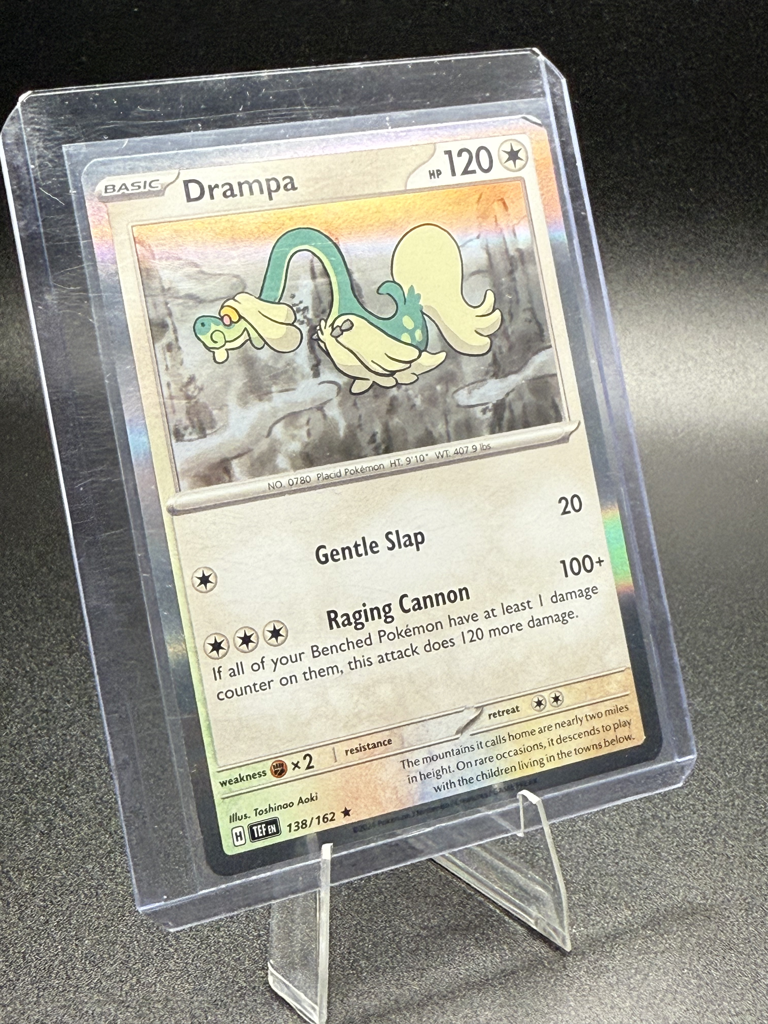 BASIC Drampa HP 120
NO. 0780 Placid Pokémon HT: 9'10" WT: 407.9 lbs
Gentle Slap 20
Raging Cannon 100+
If all of your Benched Pokémon have at least 1 damage
counter on them, this attack does 120 more damage.
weakness ×2 resistance retreat
The mountains it calls home are nearly two miles
in height. On rare occasions, it descends to play
with the children living in the towns below.
Illus. Toshinao Aoki
H TEF EN 138/162 ★